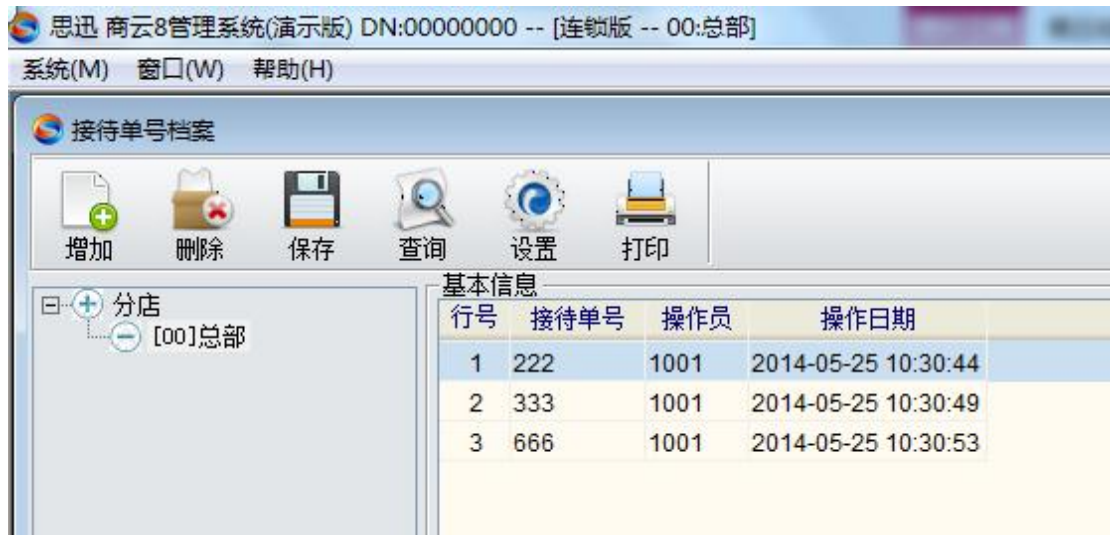 思迅 商云8管理系统(演示版) DN:00000000 -- [连锁版 -- 00:总部]
系统(M) 窗口(W) 帮助(H)
接待单号档案
增加 删除 保存 查询 设置 打印
分店
[00]总部
基本信息
行号 接待单号 操作员 操作日期
1 222 1001 2014-05-25 10:30:44
2 333 1001 2014-05-25 10:30:49
3 666 1001 2014-05-25 10:30:53